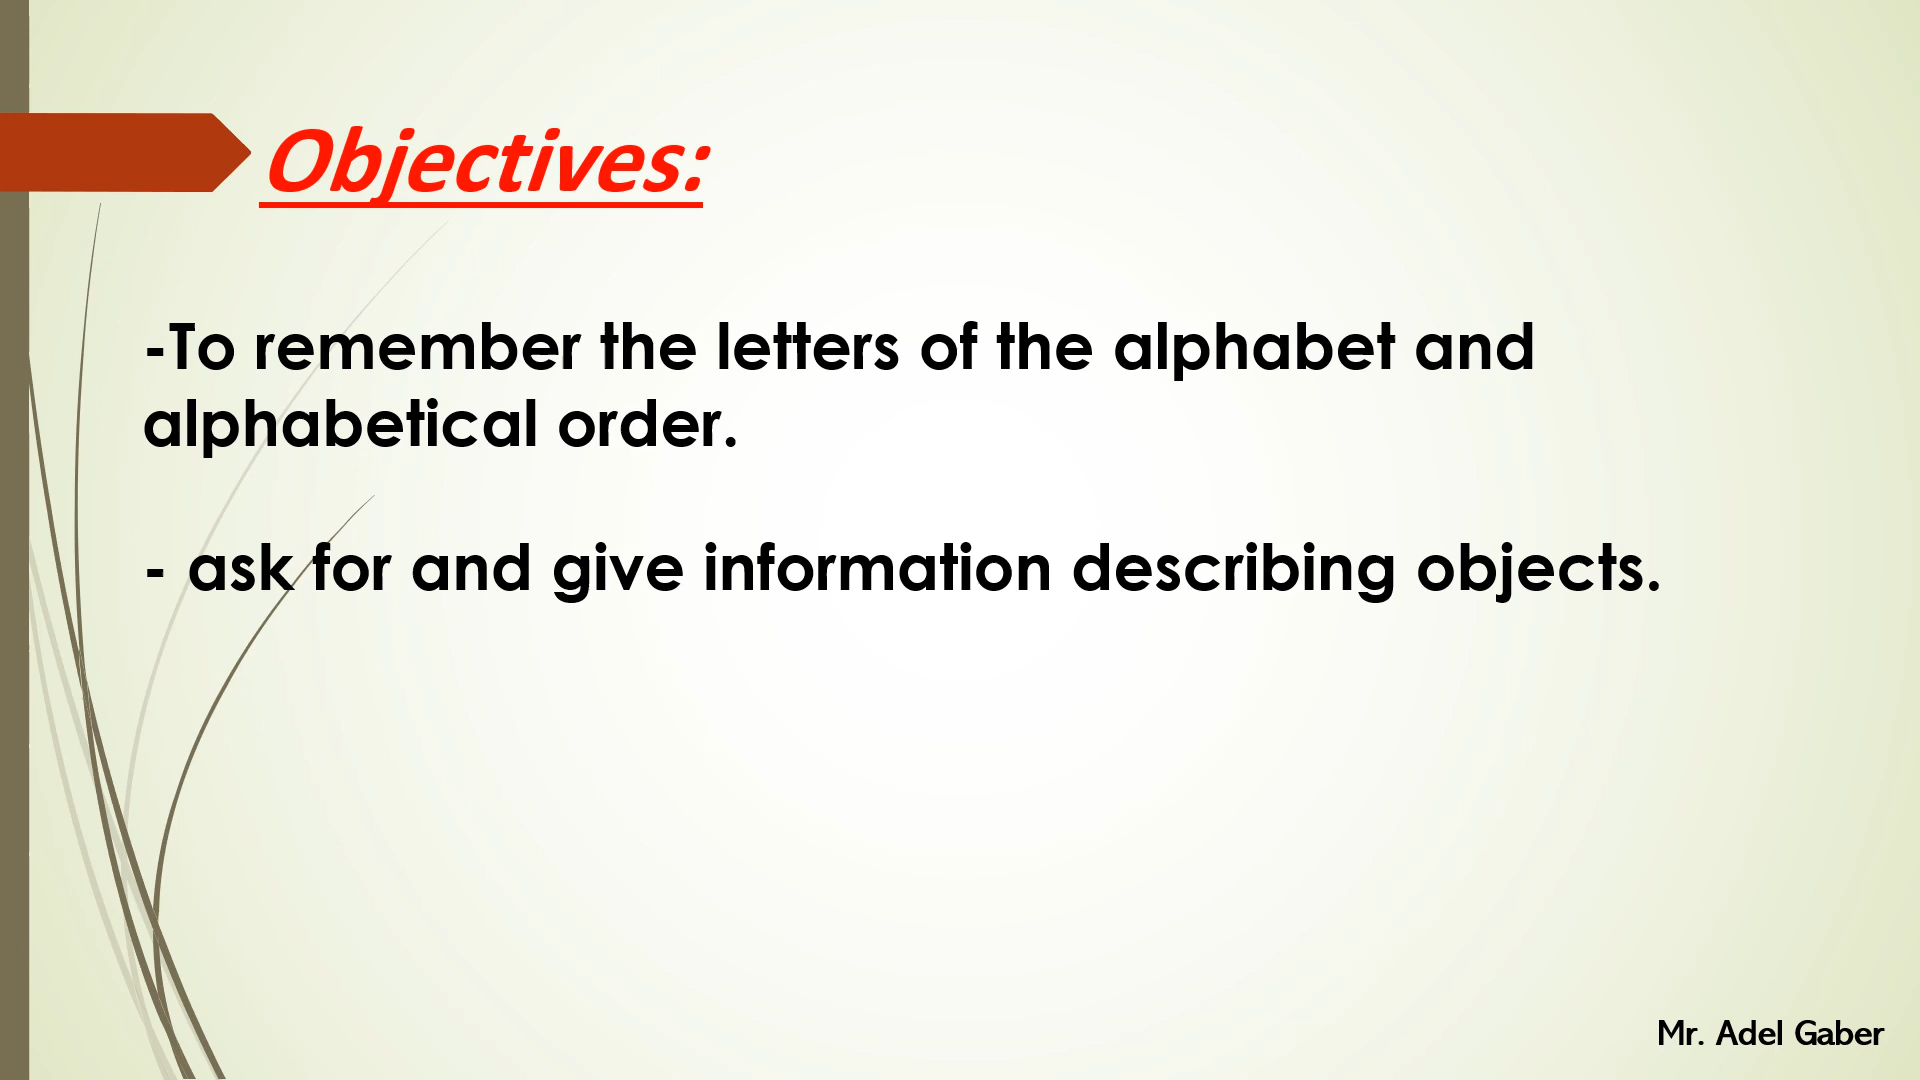 Objectives:
-To remember the letters of the alphabet and
alphabetical order.
- ask for and give information describing objects.
Mr. Adel Gaber